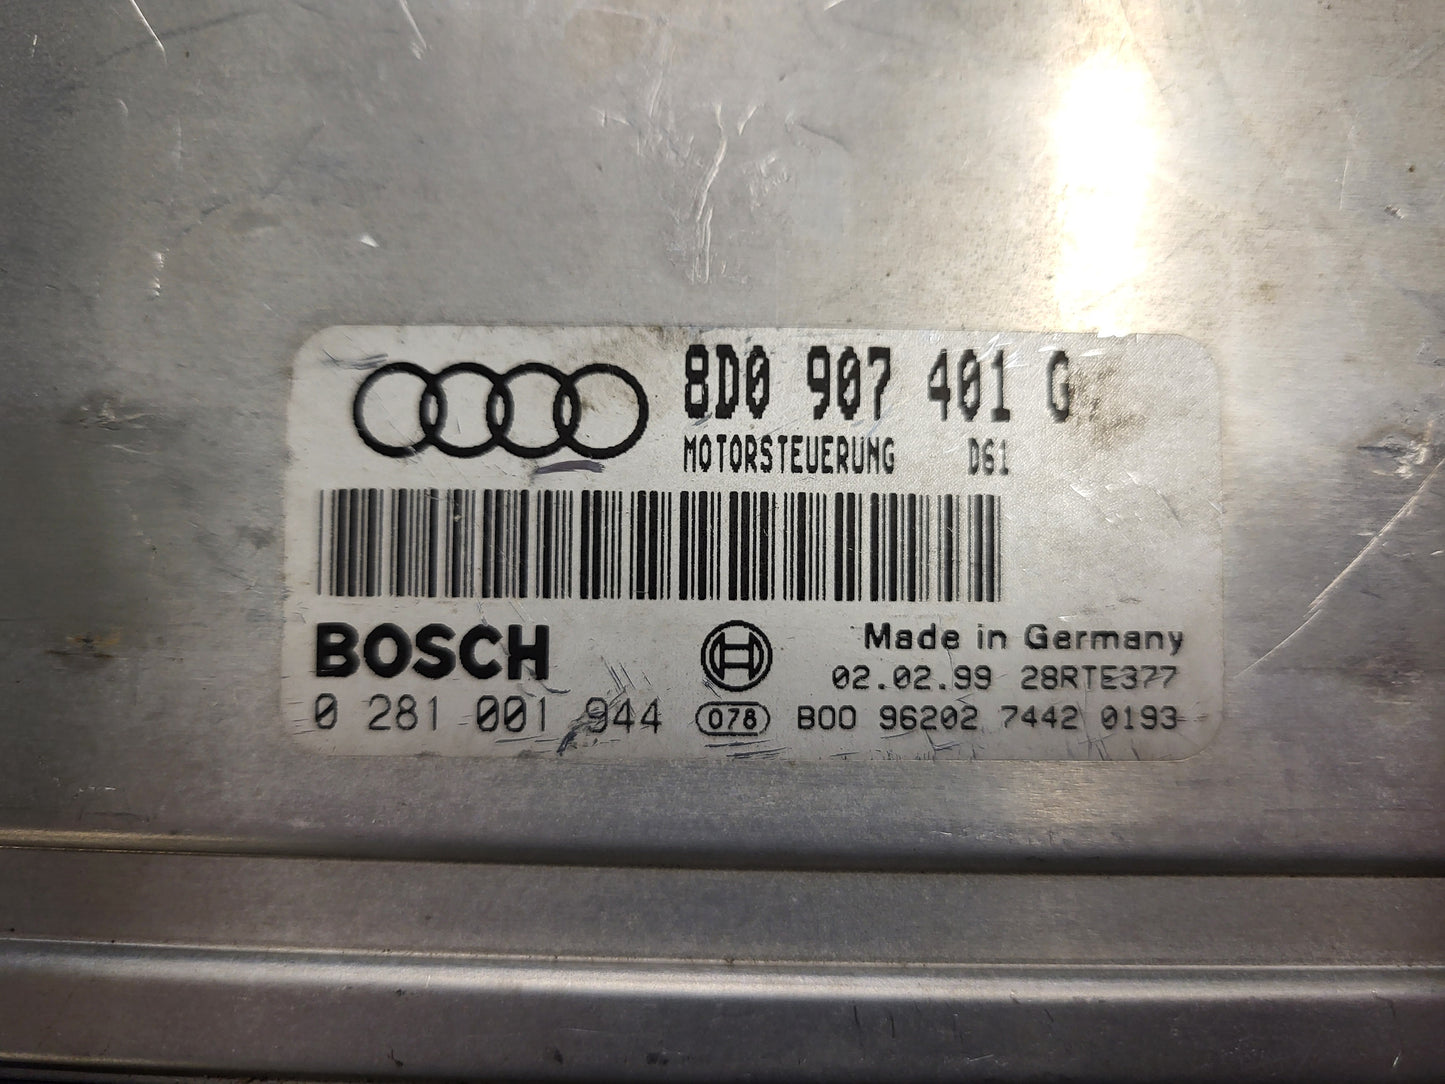 8D0 907 401 G
MOTORSTEUERUNG D61
BOSCH
Made in Germany
02.02.99 28RTE377
0 281 001 944 078 B00 96202 7442 0193